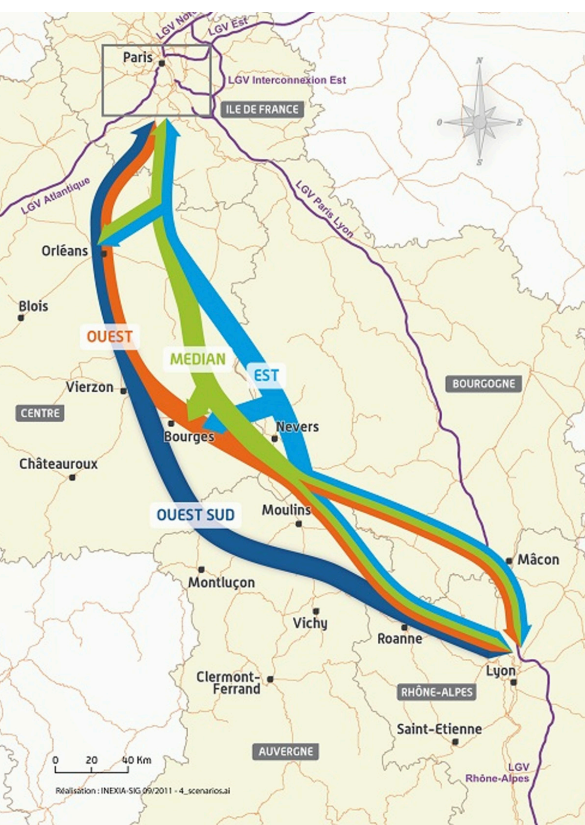 LGV Nord
LGV Est
Paris
LGV Interconnexion Est
ILE DE FRANCE
N
O
E
S
LGV Atlantique
LGV Paris Lyon
Orléans
Blois
OUEST
MEDIAN
EST
Vierzon
BOURGOGNE
CENTRE
Bourges
Nevers
Châteauroux
Moulins
OUEST SUD
Mâcon
Montluçon
Vichy
Roanne
Lyon
Clermont-
Ferrand
RHÔNE-ALPES
Saint-Etienne
AUVERGNE
0 20 40 Km
LGV
Rhône-Alpes
Réalisation : INEXIA-SIG 09/2011 - 4_scenarios.ai